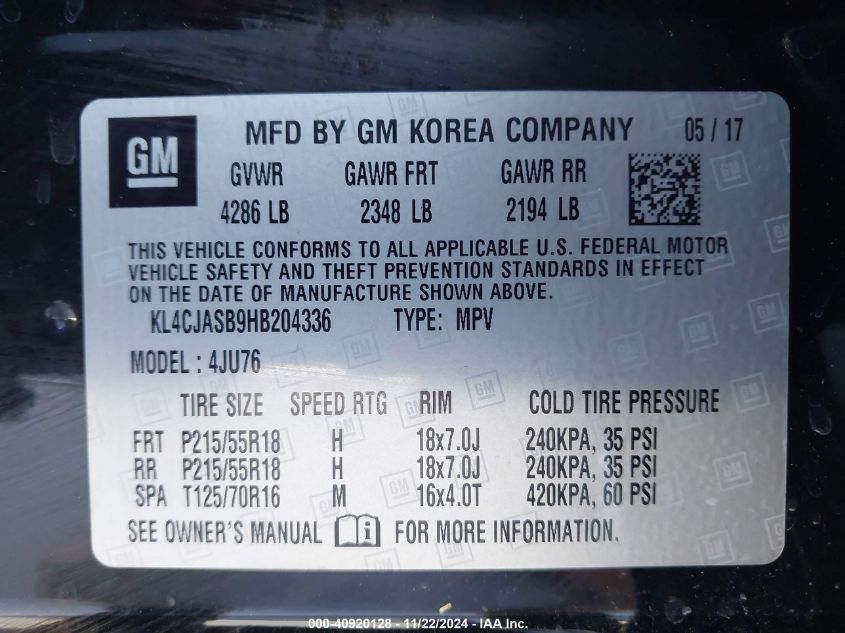 GM
MFD BY GM KOREA COMPANY 05 / 17
GVWR GAWR FRT GAWR RR
4286 LB 2348 LB 2194 LB
THIS VEHICLE CONFORMS TO ALL APPLICABLE U.S. FEDERAL MOTOR
VEHICLE SAFETY AND THEFT PREVENTION STANDARDS IN EFFECT
ON THE DATE OF MANUFACTURE SHOWN ABOVE.
KL4CJASB9HB204336 TYPE: MPV
MODEL : 4JU76
TIRE SIZE SPEED RTG RIM COLD TIRE PRESSURE
FRT P215/55R18 H 18x7.0J 240KPA, 35 PSI
RR P215/55R18 H 18x7.0J 240KPA, 35 PSI
SPA T125/70R16 M 16x4.0T 420KPA, 60 PSI
SEE OWNER'S MANUAL i FOR MORE INFORMATION.
000-40920128 - 11/22/2024 - IAA Inc.